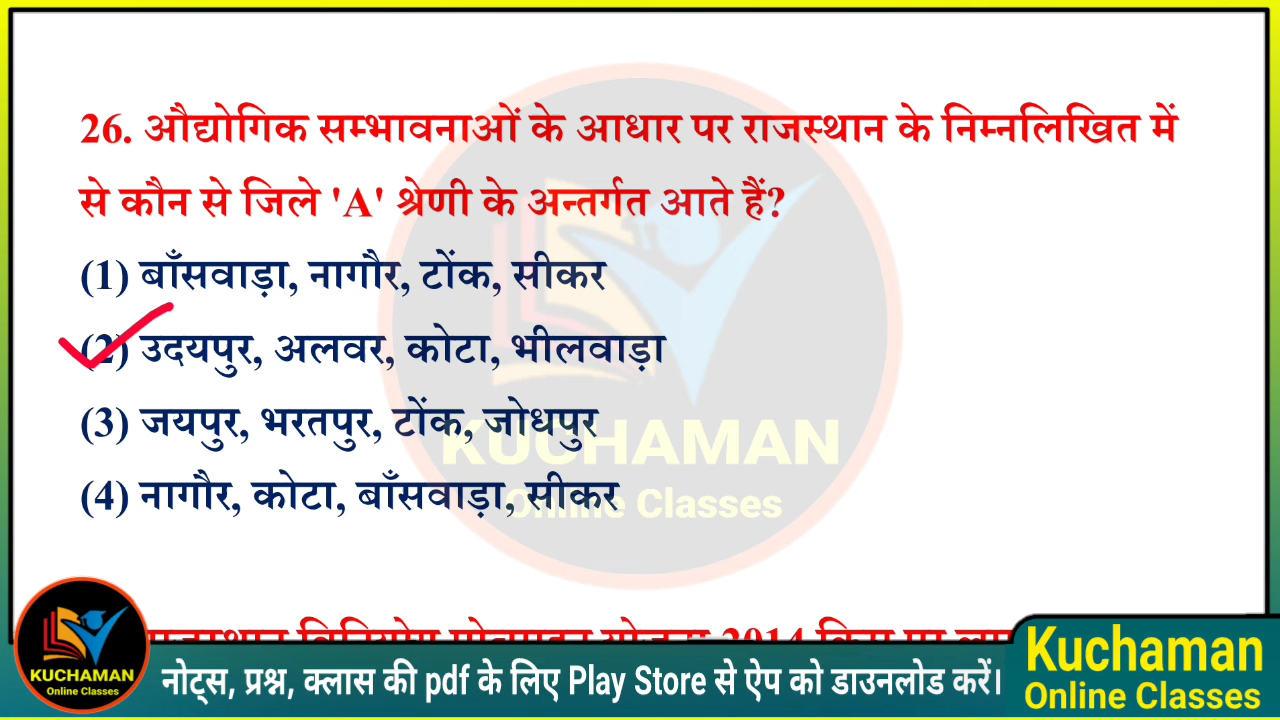 26. औद्योगिक सम्भावनाओं के आधार पर राजस्थान के निम्नलिखित में
से कौन से जिले 'A' श्रेणी के अन्तर्गत आते हैं?
(1) बाँसवाड़ा, नागौर, टोंक, सीकर
(2) उदयपुर, अलवर, कोटा, भीलवाड़ा
(3) जयपुर, भरतपुर, टोंक, जोधपुर
(4) नागौर, कोटा, बाँसवाड़ा, सीकर
KUCHAMAN
Online Classes
2014
KUCHAMAN
Online Classes
नोट्स, प्रश्न, क्लास की pdf के लिए Play Store से ऐप को डाउनलोड करें।
Kuchaman
Online Classes